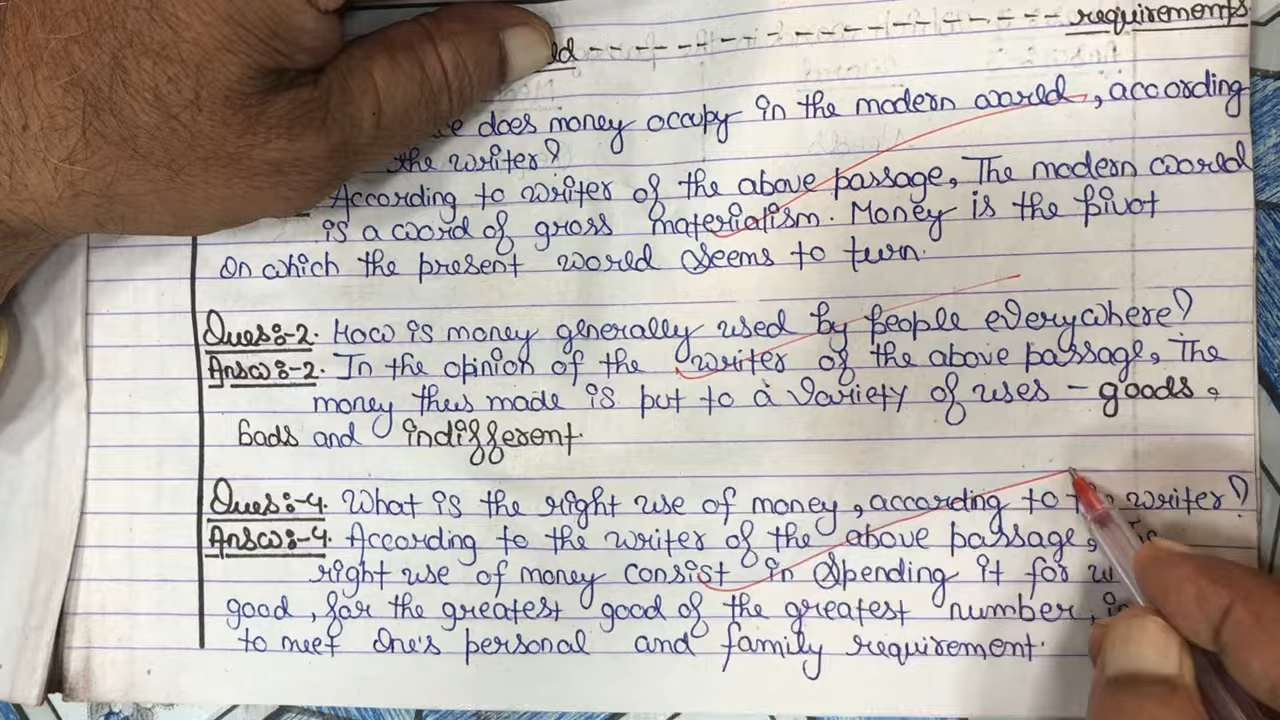 requirements
does money occupy in the modern world, according
the writer?
According to writer of the above passage, The modern world
is a word of gross materialism. Money is the pivot
on which the present world seems to turn.
Ques:-2. How is money generally used by people everywhere?
Answ:-2. In the opinion of the writer of the above passage, The
money thus made is put to a variety of uses - goods,
bads and indifferent.
Ques:-4. What is the right use of money, according to writer?
Answ:-4. According to the writer of the above passage,
right use of money consist in spending it for
good, for the greatest good of the greatest number,
to meet one's personal and family requirement.